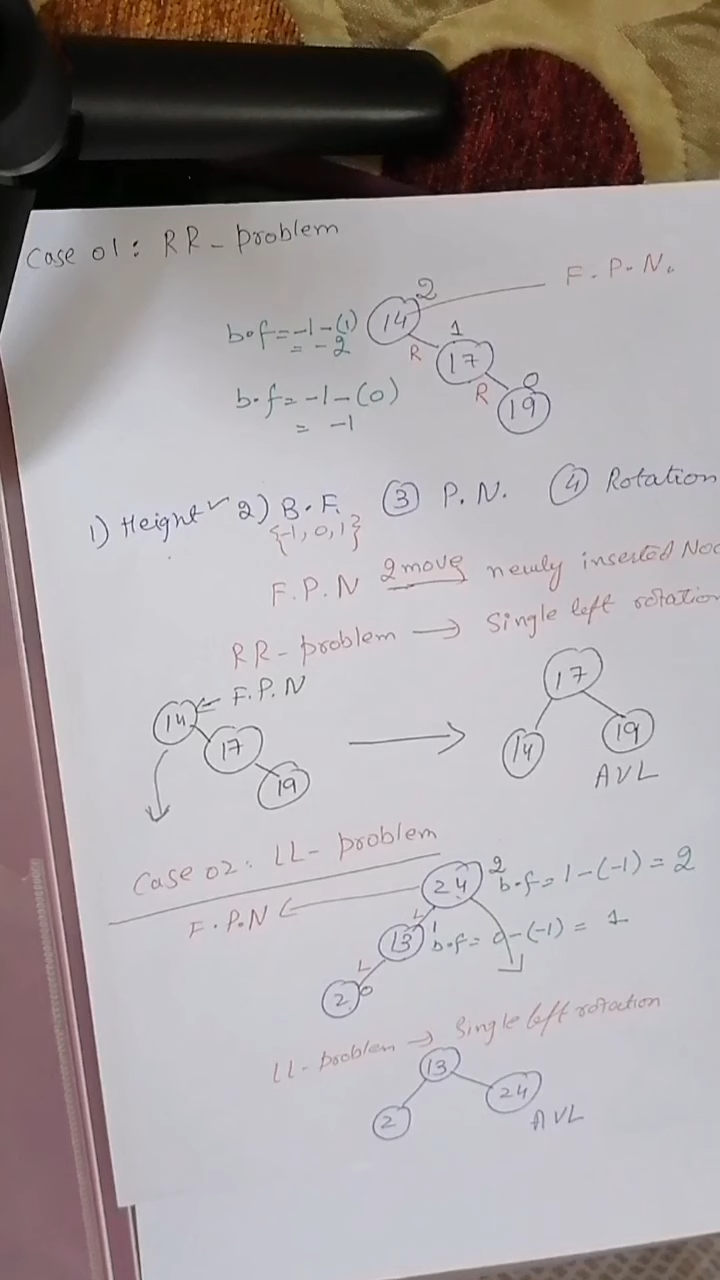 Case 01: RR-problem
F.P.N.
2
14
b.f = -1-(1)
= -2
1
R
17
b.f = -1-(0)
= -1
R
0
19
1) Height ✓ 2) B.F. ③ P.N. ④ Rotation
{-1, 0, 1}
F.P.N 2 move newly inserted
RR-problem → Single left rotation
14 ← F.P.N
17
19
→
17
14
19
AVL
Case 02: LL-problem
F.P.N
24
2
b.f = 1-(-1) = 2
L
13
1
b.f = 0-(-1) = 1
L
2
0
LL-problem → Single left rotation
13
2
24
AVL